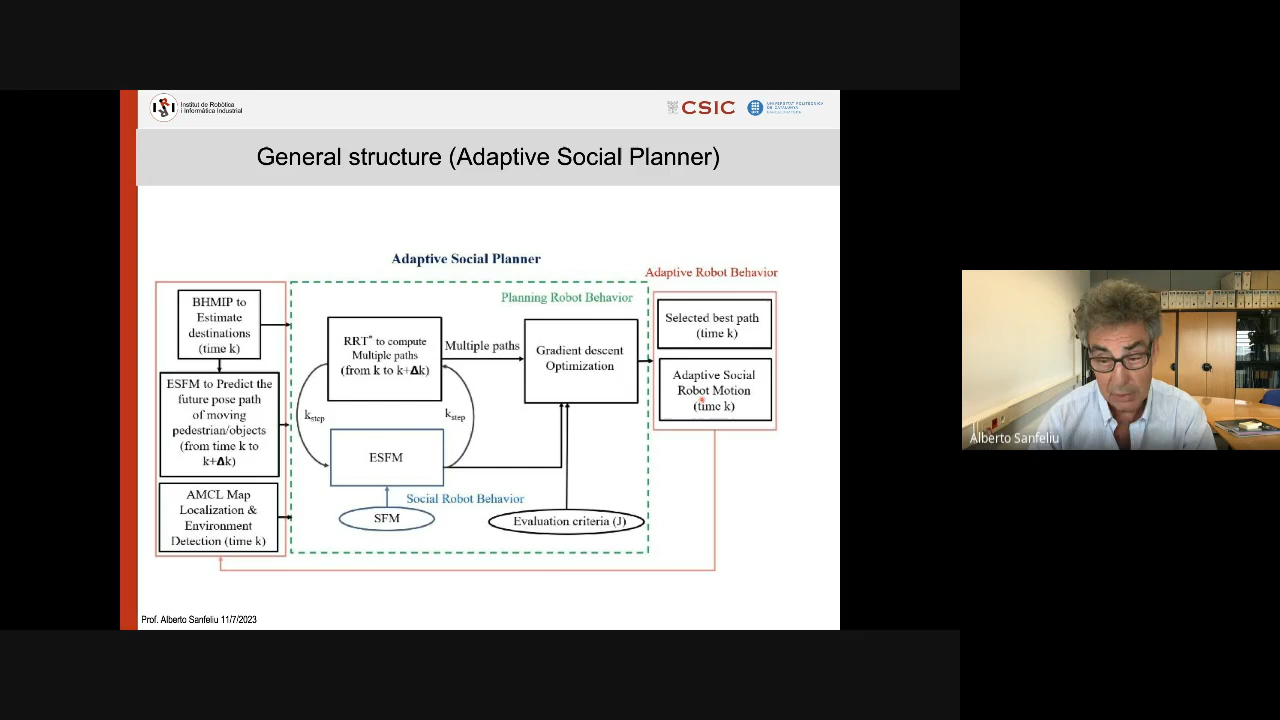 Institut de Robòtica
i Informàtica Industrial
CSIC
UNIVERSITAT POLITÈCNICA
DE CATALUNYA
BARCELONATECH
General structure (Adaptive Social Planner)
Adaptive Social Planner
Adaptive Robot Behavior
Planning Robot Behavior
BHMIP to
Estimate
destinations
(time k)
ESFM to Predict the
future pose path
of moving
pedestrian/objects
(from time k to
k+Δk)
AMCL Map
Localization &
Environment
Detection (time k)
RRT* to compute
Multiple paths
(from k to k+Δk)
Multiple paths
Gradient descent
Optimization
kstep
kstep
ESFM
Social Robot Behavior
SFM
Evaluation criteria (J)
Selected best path
(time k)
Adaptive Social
Robot Motion
(time k)
Prof. Alberto Sanfeliu 11/7/2023
Alberto Sanfeliu